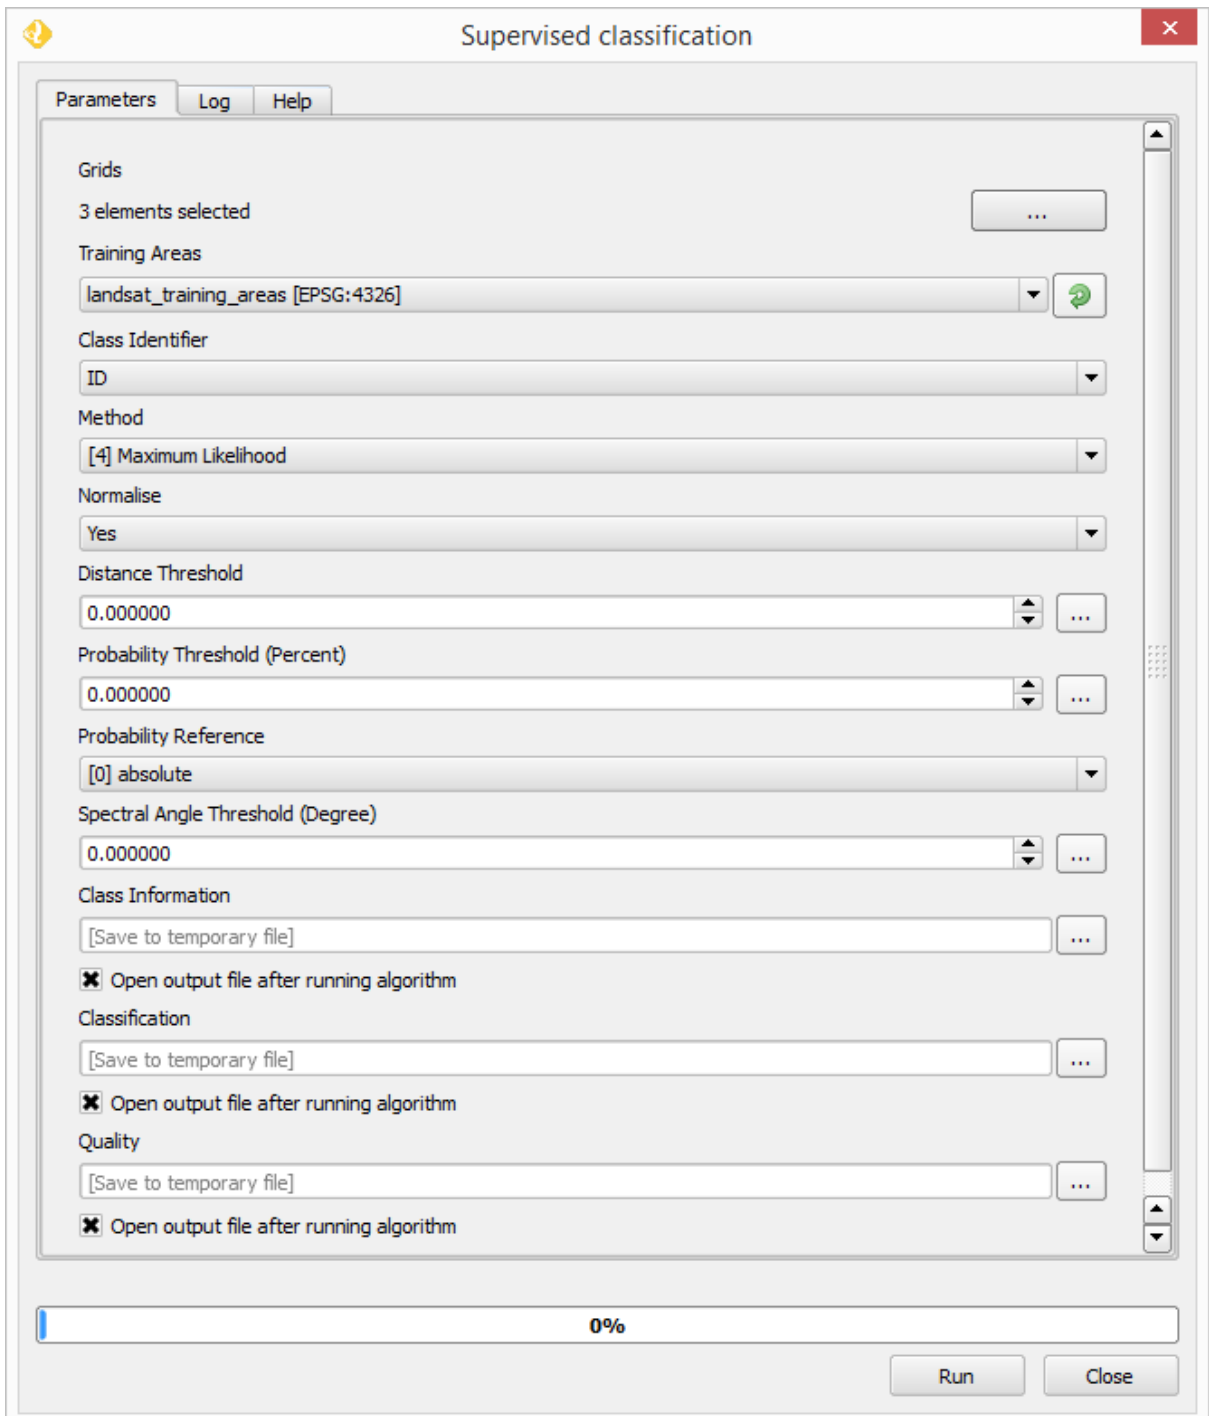 Supervised classification
Parameters Log Help
Grids
3 elements selected ...
Training Areas
landsat_training_areas [EPSG:4326]
Class Identifier
ID
Method
[4] Maximum Likelihood
Normalise
Yes
Distance Threshold
0.000000 ...
Probability Threshold (Percent)
0.000000 ...
Probability Reference
[0] absolute
Spectral Angle Threshold (Degree)
0.000000 ...
Class Information
[Save to temporary file] ...
Open output file after running algorithm
Classification
[Save to temporary file] ...
Open output file after running algorithm
Quality
[Save to temporary file] ...
Open output file after running algorithm
0%
Run Close